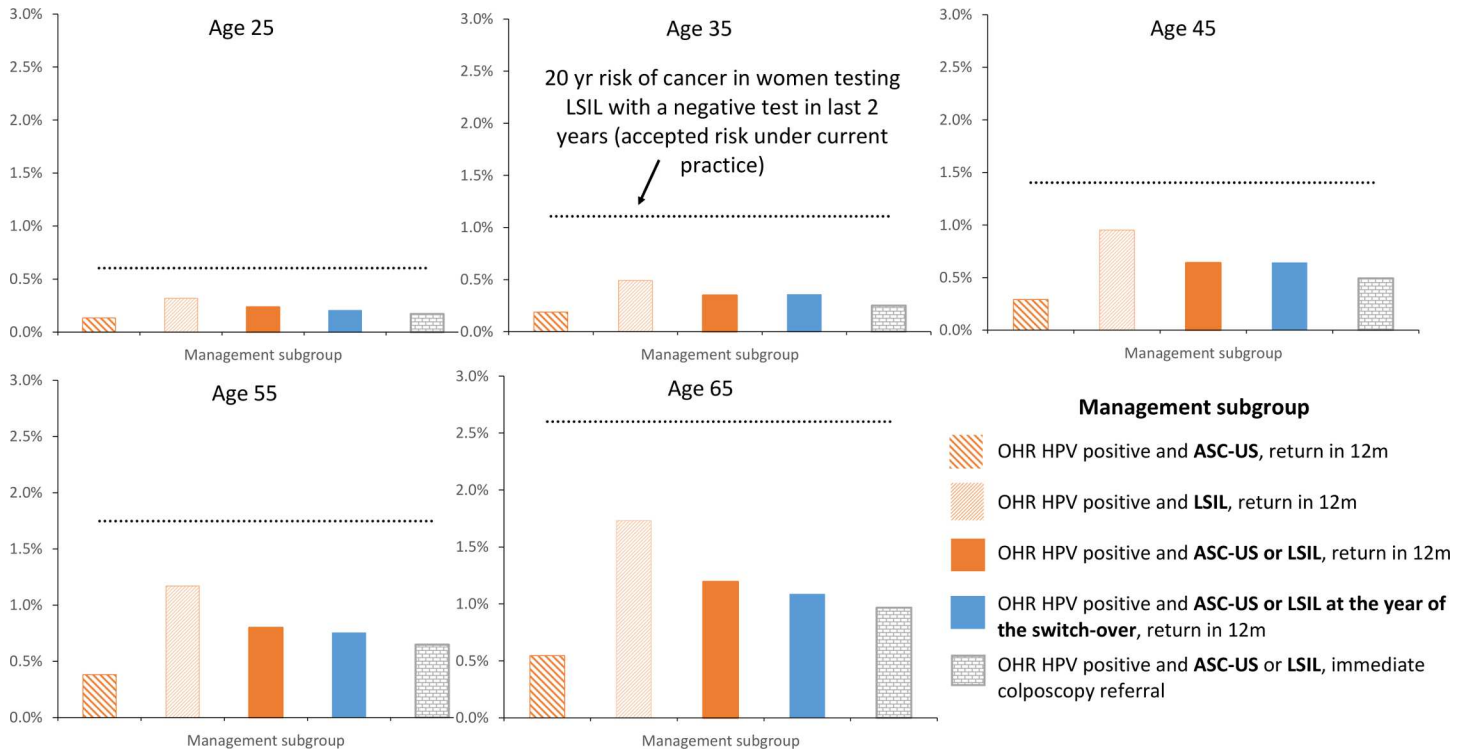 Age 25
3.0%
2.5%
2.0%
1.5%
1.0%
0.5%
0.0%
Management subgroup
Age 35
3.0%
2.5%
2.0%
1.5%
1.0%
0.5%
0.0%
20 yr risk of cancer in women testing
LSIL with a negative test in last 2
years (accepted risk under current
practice)
Management subgroup
Age 45
3.0%
2.5%
2.0%
1.5%
1.0%
0.5%
0.0%
Management subgroup
Age 55
3.0%
2.5%
2.0%
1.5%
1.0%
0.5%
0.0%
Management subgroup
Age 65
3.0%
2.5%
2.0%
1.5%
1.0%
0.5%
0.0%
Management subgroup
Management subgroup
OHR HPV positive and ASC-US, return in 12m
OHR HPV positive and LSIL, return in 12m
OHR HPV positive and ASC-US or LSIL, return in 12m
OHR HPV positive and ASC-US or LSIL at the year of
the switch-over, return in 12m
OHR HPV positive and ASC-US or LSIL, immediate
colposcopy referral